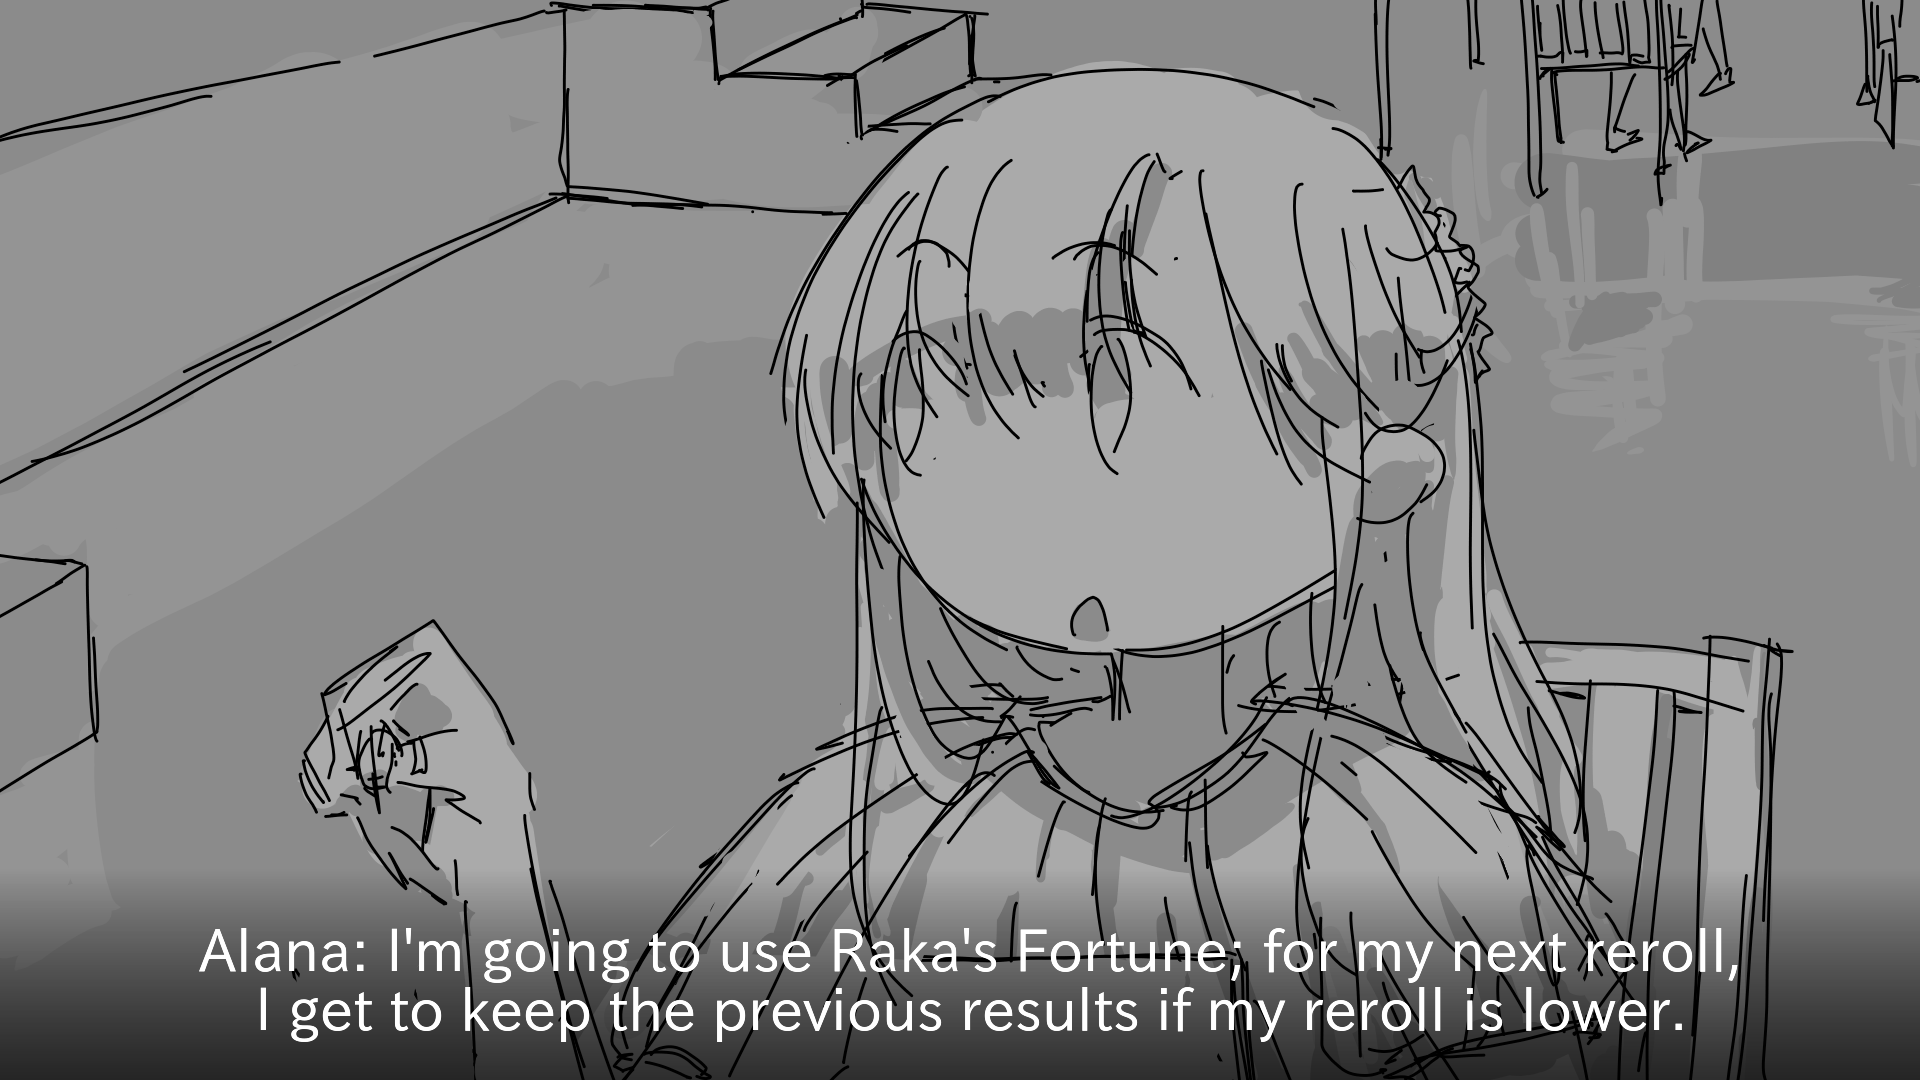 Alana: I'm going to use Raka's Fortune; for my next reroll,
I get to keep the previous results if my reroll is lower.